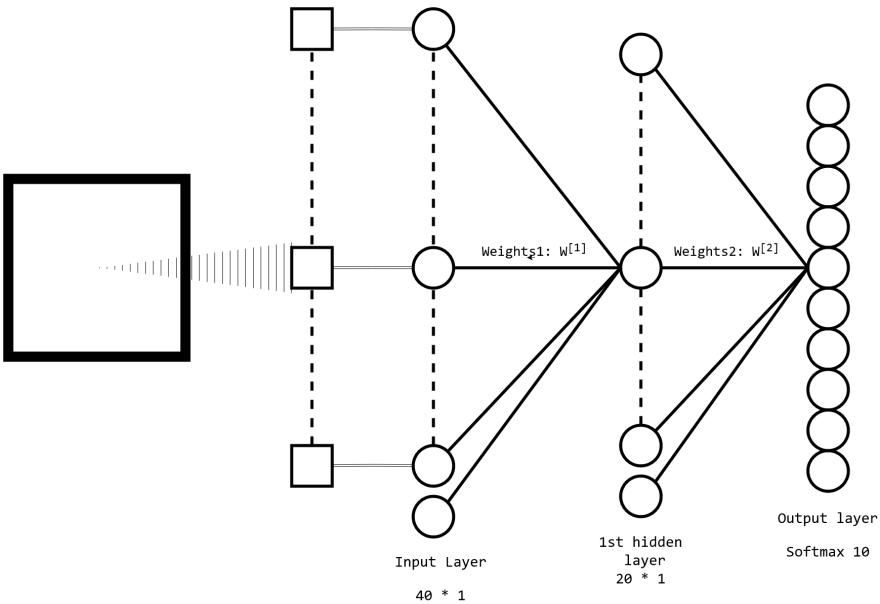 Weights1: W[1]
Weights2: W[2]
Output layer
Softmax 10
1st hidden
layer
20 * 1
Input Layer
40 * 1